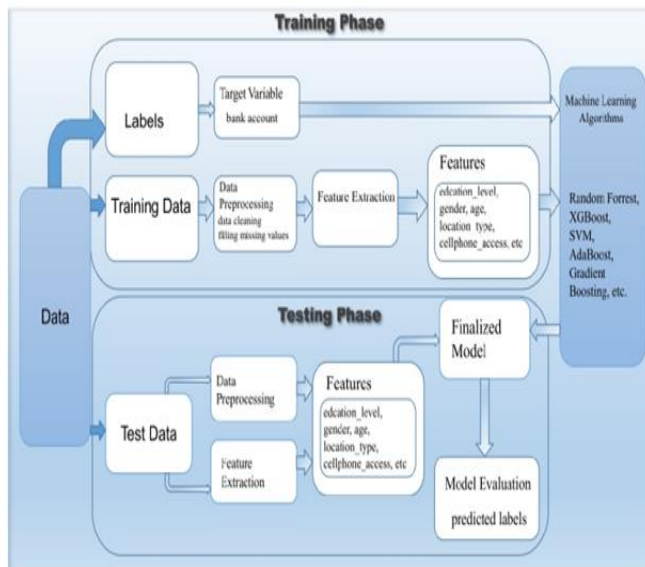 Training Phase
Labels
Target Variable
bank account
Machine Learning
Algorithms
Data
Training Data
Data
Preprocessing
data cleaning
filling missing values
Feature Extraction
Features
edcation_level,
gender, age,
location_type,
cellphone_access, etc
Random Forrest,
XGBoost,
SVM,
AdaBoost,
Gradient
Boosting, etc.
Testing Phase
Test Data
Data
Preprocessing
Feature
Extraction
Features
edcation_level,
gender, age,
location_type,
cellphone_access, etc
Finalized
Model
Model Evaluation
predicted labels